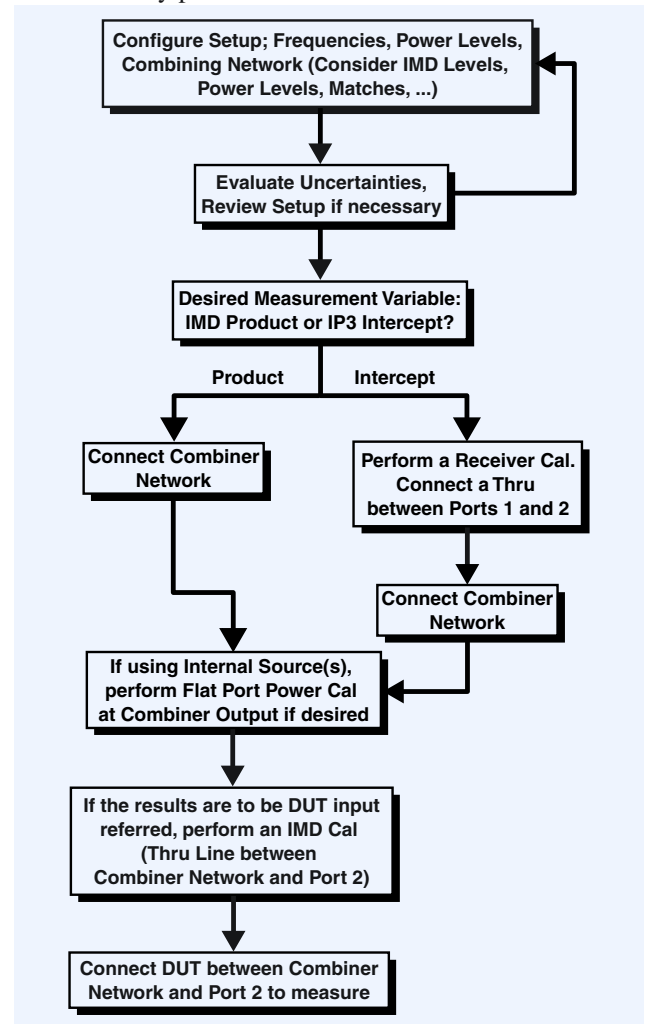 Configure Setup; Frequencies, Power Levels,
Combining Network (Consider IMD Levels,
Power Levels, Matches, ...)
Evaluate Uncertainties,
Review Setup if necessary
Desired Measurement Variable:
IMD Product or IP3 Intercept?
Product
Intercept
Connect Combiner
Network
Perform a Receiver Cal.
Connect a Thru
between Ports 1 and 2
Connect Combiner
Network
If using Internal Source(s),
perform Flat Port Power Cal
at Combiner Output if desired
If the results are to be DUT input
referred, perform an IMD Cal
(Thru Line between
Combiner Network and Port 2)
Connect DUT between Combiner
Network and Port 2 to measure